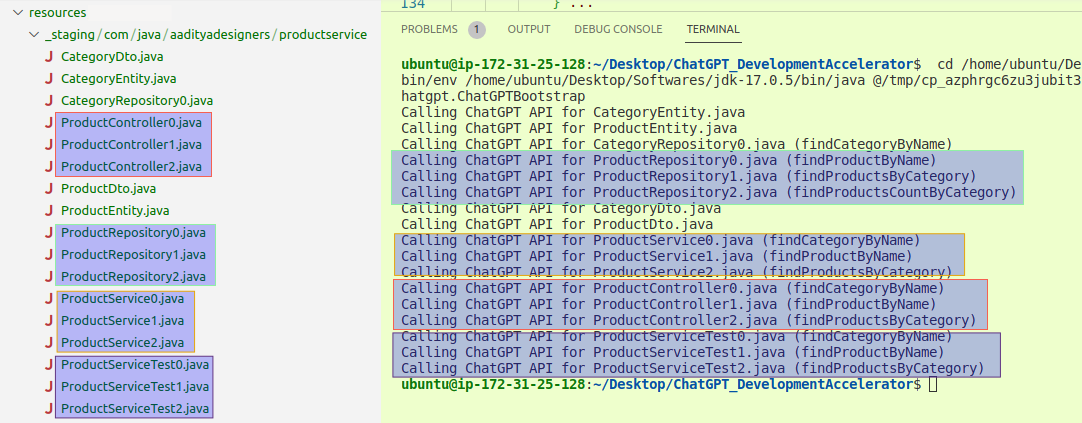 resources
_staging/com/java/aadityadesigners/productservice
J CategoryDto.java
J CategoryEntity.java
J CategoryRepository0.java
J ProductController0.java
J ProductController1.java
J ProductController2.java
J ProductDto.java
J ProductEntity.java
J ProductRepository0.java
J ProductRepository1.java
J ProductRepository2.java
J ProductService0.java
J ProductService1.java
J ProductService2.java
J ProductServiceTest0.java
J ProductServiceTest1.java
J ProductServiceTest2.java
134 } ...
PROBLEMS 1 OUTPUT DEBUG CONSOLE TERMINAL
ubuntu@ip-172-31-25-128:~/Desktop/ChatGPT_DevelopmentAccelerator$ cd /home/ubuntu/De
bin/env /home/ubuntu/Desktop/Softwares/jdk-17.0.5/bin/java @/tmp/cp_azphrgc6zu3jubit3
hatgpt.ChatGPTBootstrap
Calling ChatGPT API for CategoryEntity.java
Calling ChatGPT API for ProductEntity.java
Calling ChatGPT API for CategoryRepository0.java (findCategoryByName)
Calling ChatGPT API for ProductRepository0.java (findProductByName)
Calling ChatGPT API for ProductRepository1.java (findProductsByCategory)
Calling ChatGPT API for ProductRepository2.java (findProductsCountByCategory)
Calling ChatGPT API for CategoryDto.java
Calling ChatGPT API for ProductDto.java
Calling ChatGPT API for ProductService0.java (findCategoryByName)
Calling ChatGPT API for ProductService1.java (findProductByName)
Calling ChatGPT API for ProductService2.java (findProductsByCategory)
Calling ChatGPT API for ProductController0.java (findCategoryByName)
Calling ChatGPT API for ProductController1.java (findProductByName)
Calling ChatGPT API for ProductController2.java (findProductsByCategory)
Calling ChatGPT API for ProductServiceTest0.java (findCategoryByName)
Calling ChatGPT API for ProductServiceTest1.java (findProductByName)
Calling ChatGPT API for ProductServiceTest2.java (findProductsByCategory)
ubuntu@ip-172-31-25-128:~/Desktop/ChatGPT_DevelopmentAccelerator$